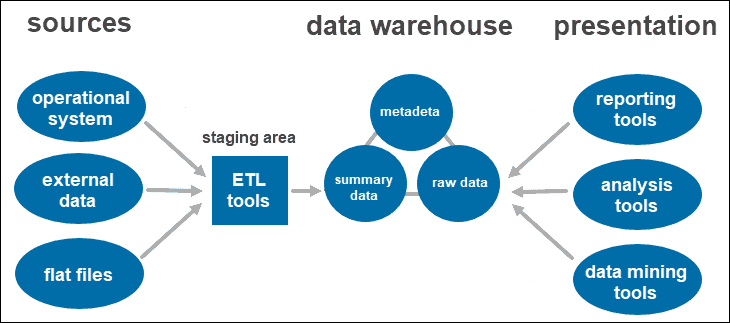 sources
data warehouse
presentation
operational
system
external
data
flat files
staging area
ETL
tools
metadeta
summary
data
raw data
reporting
tools
analysis
tools
data mining
tools